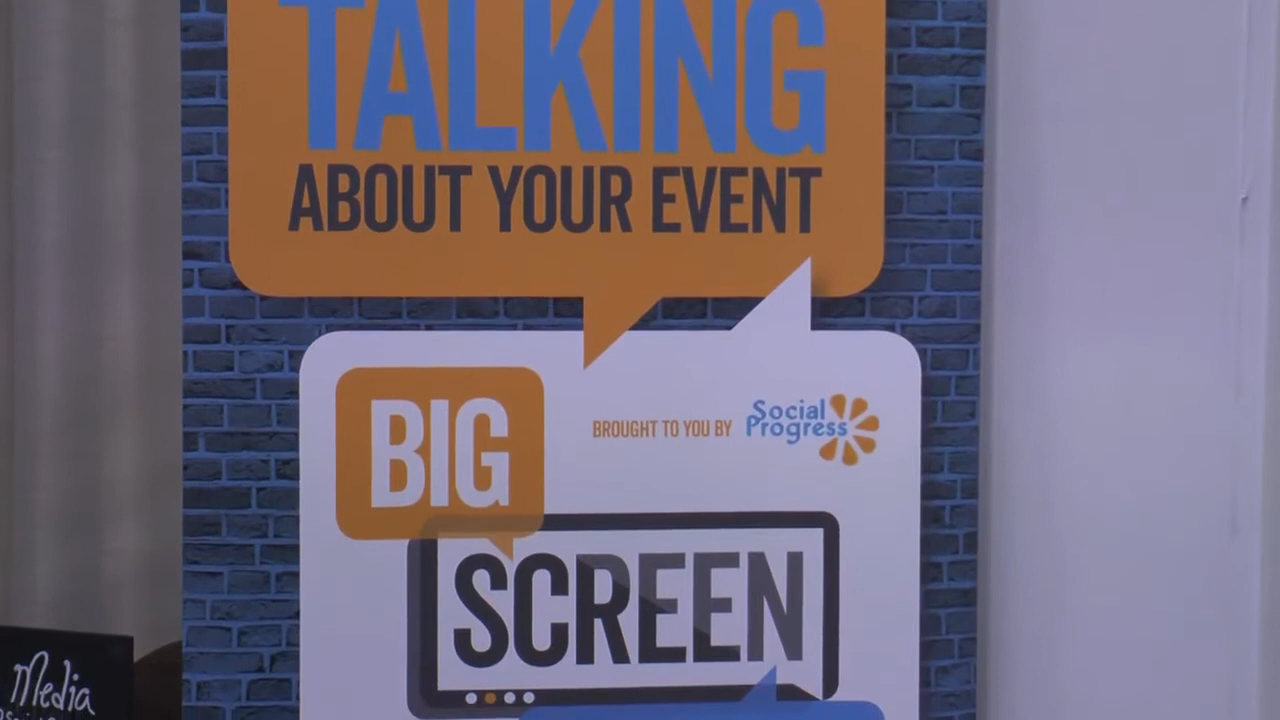 TALKING
ABOUT YOUR EVENT
BIG
BROUGHT TO YOU BY
Social
Progress
SCREEN
Media